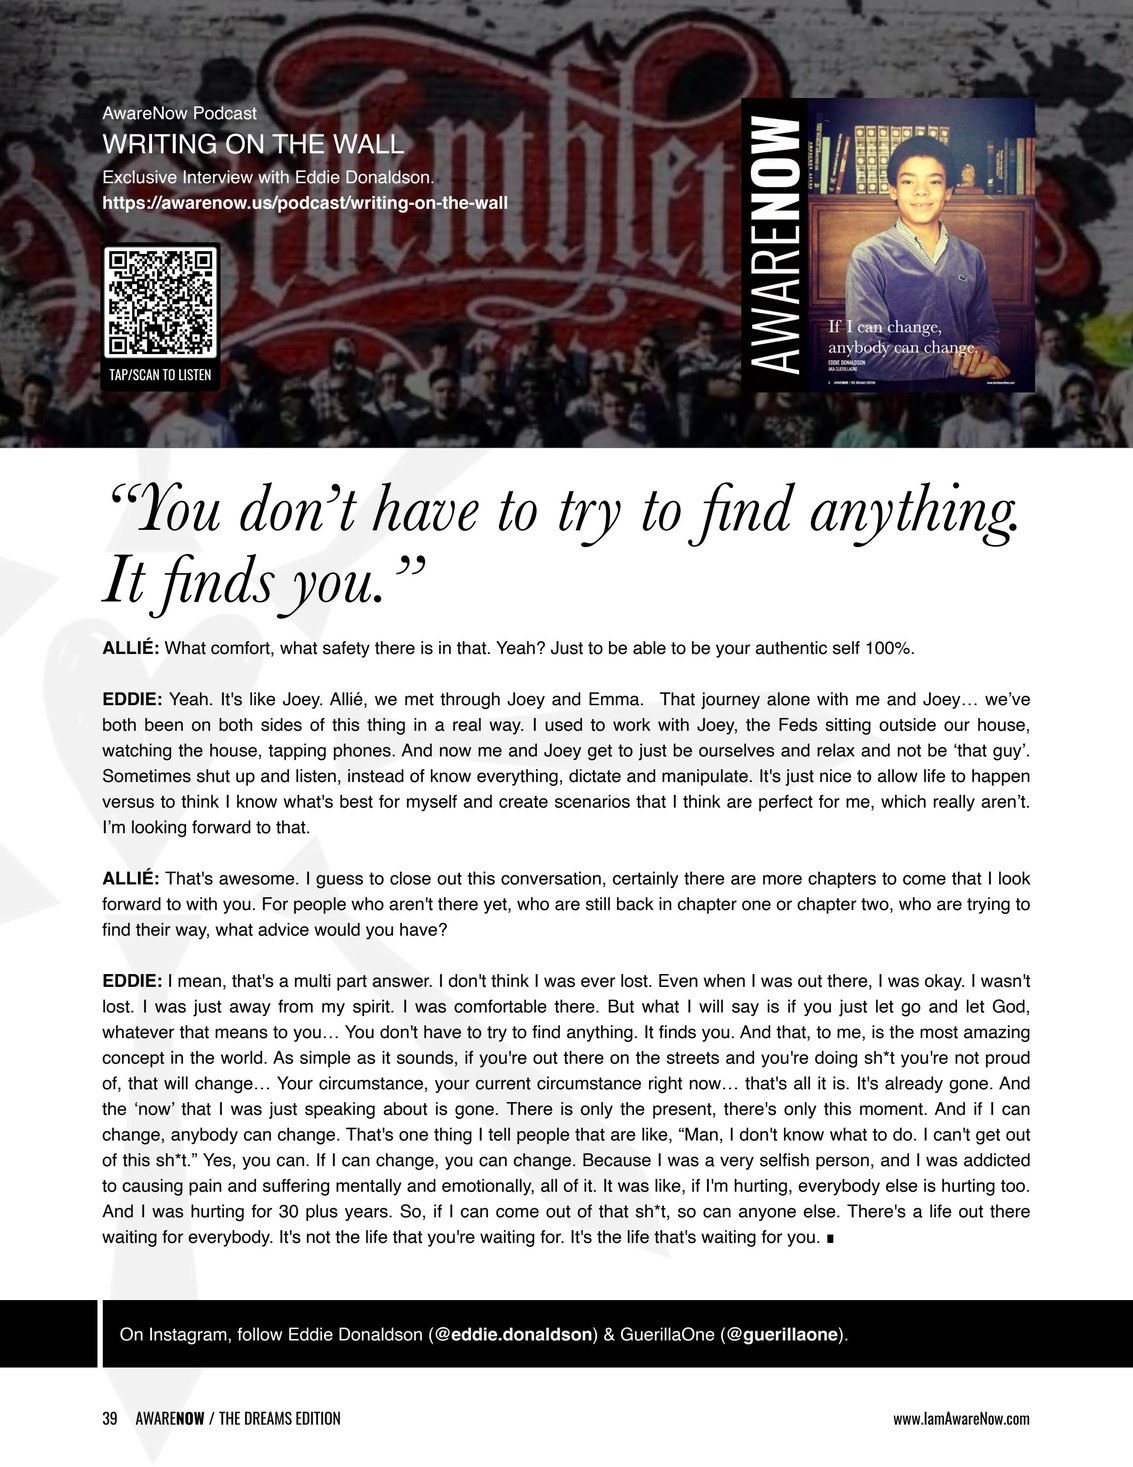 AwareNow Podcast
WRITING ON THE WALL
Exclusive Interview with Eddie Donaldson.
https://awarenow.us/podcast/writing-on-the-wall
TAP/SCAN TO LISTEN
AWARENOW
If I can change,
anybody can change.
EDDIE DONALDSON
AKA GUERILLAONE
AWARENOW / THE DREAMS EDITION
www.IamAwareNow.com
“You don’t have to try to find anything.
It finds you.”
ALLIÉ: What comfort, what safety there is in that. Yeah? Just to be able to be your authentic self 100%.
EDDIE: Yeah. It's like Joey. Allié, we met through Joey and Emma. That journey alone with me and Joey… we’ve
both been on both sides of this thing in a real way. I used to work with Joey, the Feds sitting outside our house,
watching the house, tapping phones. And now me and Joey get to just be ourselves and relax and not be ‘that guy’.
Sometimes shut up and listen, instead of know everything, dictate and manipulate. It's just nice to allow life to happen
versus to think I know what's best for myself and create scenarios that I think are perfect for me, which really aren’t.
I’m looking forward to that.
ALLIÉ: That's awesome. I guess to close out this conversation, certainly there are more chapters to come that I look
forward to with you. For people who aren't there yet, who are still back in chapter one or chapter two, who are trying to
find their way, what advice would you have?
EDDIE: I mean, that's a multi part answer. I don't think I was ever lost. Even when I was out there, I was okay. I wasn't
lost. I was just away from my spirit. I was comfortable there. But what I will say is if you just let go and let God,
whatever that means to you… You don't have to try to find anything. It finds you. And that, to me, is the most amazing
concept in the world. As simple as it sounds, if you're out there on the streets and you're doing sh*t you're not proud
of, that will change… Your circumstance, your current circumstance right now… that's all it is. It's already gone. And
the ‘now’ that I was just speaking about is gone. There is only the present, there's only this moment. And if I can
change, anybody can change. That's one thing I tell people that are like, “Man, I don't know what to do. I can't get out
of this sh*t.” Yes, you can. If I can change, you can change. Because I was a very selfish person, and I was addicted
to causing pain and suffering mentally and emotionally, all of it. It was like, if I'm hurting, everybody else is hurting too.
And I was hurting for 30 plus years. So, if I can come out of that sh*t, so can anyone else. There's a life out there
waiting for everybody. It's not the life that you're waiting for. It's the life that's waiting for you.
On Instagram, follow Eddie Donaldson (@eddie.donaldson) & GuerillaOne (@guerillaone).
39 AWARENOW / THE DREAMS EDITION
www.IamAwareNow.com